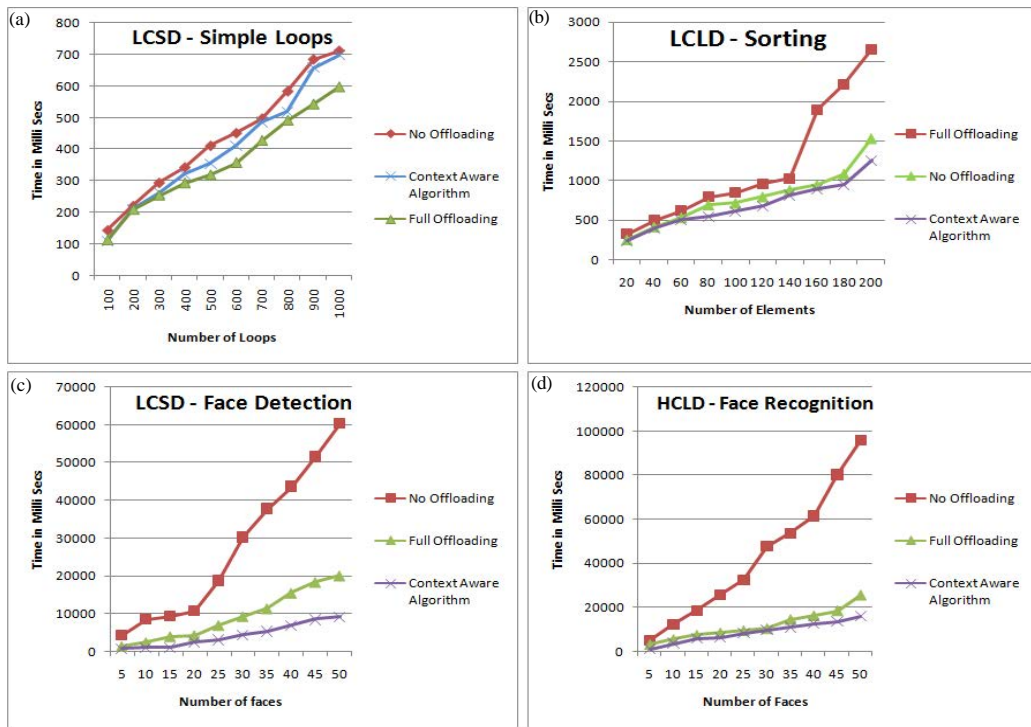 (a)
LCSD - Simple Loops
800
700
600
500
400
300
200
100
0
Time in Milli Secs
100
200
300
400
500
600
700
800
900
1000
Number of Loops
No Offloading
Context Aware
Algorithm
Full Offloading
(b)
LCLD - Sorting
3000
2500
2000
1500
1000
500
0
Time in Milli Secs
20 40 60 80 100 120 140 160 180 200
Number of Elements
Full Offloading
No Offloading
Context Aware
Algorithm
(c)
LCSD - Face Detection
70000
60000
50000
40000
30000
20000
10000
0
Time in Milli Secs
5 10 15 20 25 30 35 40 45 50
Number of faces
No Offloading
Full Offloading
Context Aware
Algorithm
(d)
HCLD - Face Recognition
120000
100000
80000
60000
40000
20000
0
Time in Milli Secs
5 10 15 20 25 30 35 40 45 50
Number of Faces
No Offloading
Full Offloading
Context Aware
Algorithm